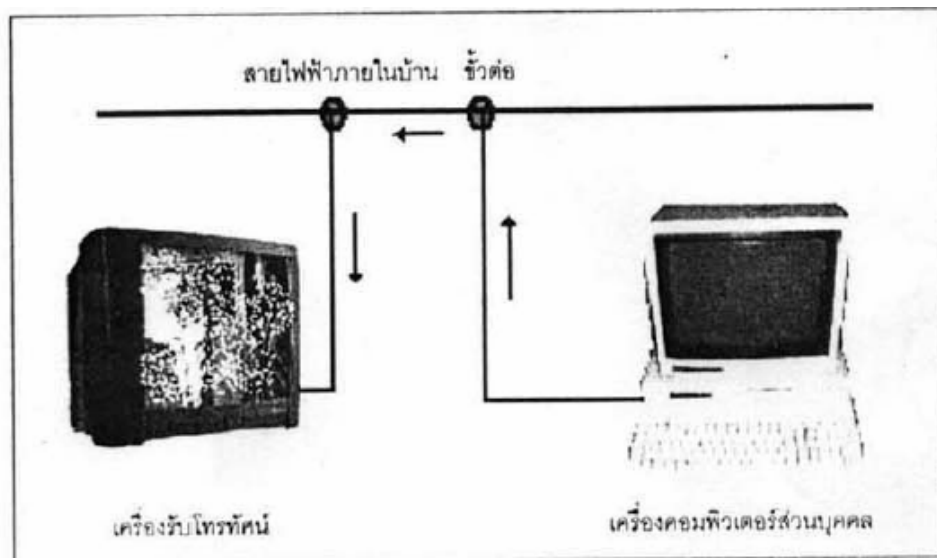 สายไฟฟ้าภายในบ้าน ขั้วต่อ
เครื่องรับโทรทัศน์
เครื่องคอมพิวเตอร์ส่วนบุคคล